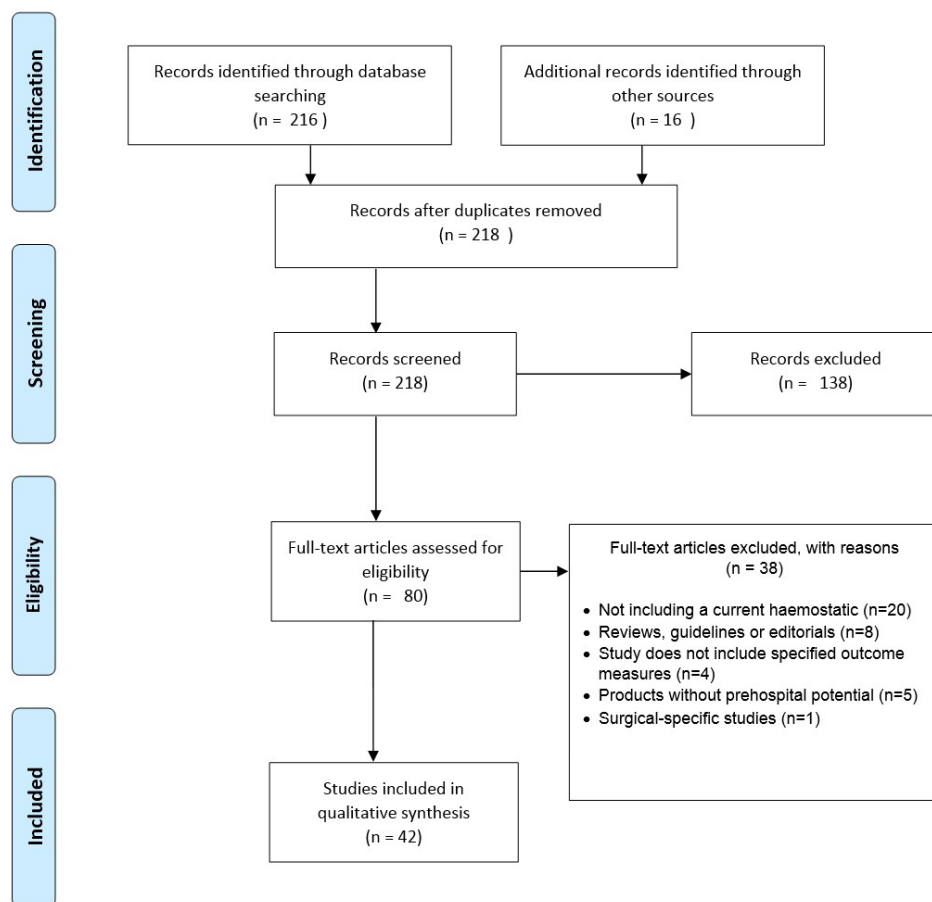 Identification
Records identified through database
searching
(n = 216 )
Additional records identified through
other sources
(n = 16 )
Records after duplicates removed
(n = 218 )
Screening
Records screened
(n = 218)
Records excluded
(n = 138)
Eligibility
Full-text articles assessed for
eligibility
(n = 80)
Full-text articles excluded, with reasons
(n = 38)
• Not including a current haemostatic (n=20)
• Reviews, guidelines or editorials (n=8)
• Study does not include specified outcome
measures (n=4)
• Products without prehospital potential (n=5)
• Surgical-specific studies (n=1)
Included
Studies included in
qualitative synthesis
(n = 42)